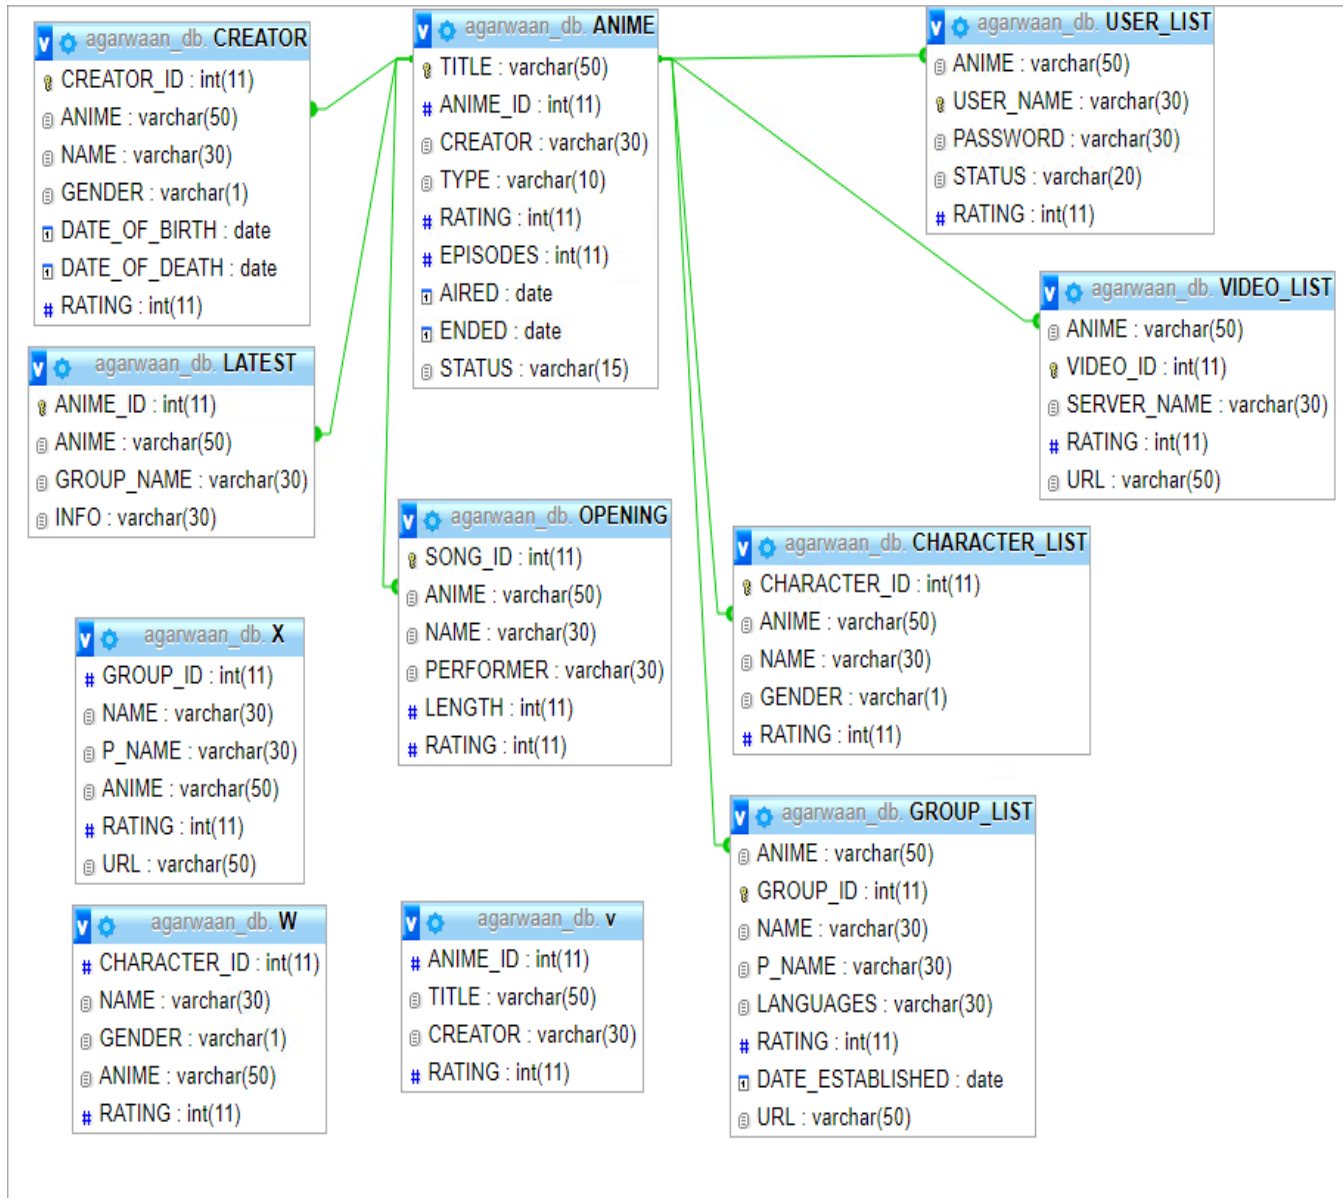 agarwaan_db. CREATOR
CREATOR_ID : int(11)
ANIME : varchar(50)
NAME : varchar(30)
GENDER : varchar(1)
DATE_OF_BIRTH : date
DATE_OF_DEATH : date
RATING : int(11)
agarwaan_db. ANIME
TITLE : varchar(50)
ANIME_ID : int(11)
CREATOR : varchar(30)
TYPE : varchar(10)
RATING : int(11)
EPISODES : int(11)
AIRED : date
ENDED : date
STATUS : varchar(15)
agarwaan_db. USER_LIST
ANIME : varchar(50)
USER_NAME : varchar(30)
PASSWORD : varchar(30)
STATUS : varchar(20)
RATING : int(11)
agarwaan_db. VIDEO_LIST
ANIME : varchar(50)
VIDEO_ID : int(11)
SERVER_NAME : varchar(30)
RATING : int(11)
URL : varchar(50)
agarwaan_db. LATEST
ANIME_ID : int(11)
ANIME : varchar(50)
GROUP_NAME : varchar(30)
INFO : varchar(30)
agarwaan_db. OPENING
SONG_ID : int(11)
ANIME : varchar(50)
NAME : varchar(30)
PERFORMER : varchar(30)
LENGTH : int(11)
RATING : int(11)
agarwaan_db. CHARACTER_LIST
CHARACTER_ID : int(11)
ANIME : varchar(50)
NAME : varchar(30)
GENDER : varchar(1)
RATING : int(11)
agarwaan_db. X
GROUP_ID : int(11)
NAME : varchar(30)
P_NAME : varchar(30)
ANIME : varchar(50)
RATING : int(11)
URL : varchar(50)
agarwaan_db. GROUP_LIST
ANIME : varchar(50)
GROUP_ID : int(11)
NAME : varchar(30)
P_NAME : varchar(30)
LANGUAGES : varchar(30)
RATING : int(11)
DATE_ESTABLISHED : date
URL : varchar(50)
agarwaan_db. W
CHARACTER_ID : int(11)
NAME : varchar(30)
GENDER : varchar(1)
ANIME : varchar(50)
RATING : int(11)
agarwaan_db. v
ANIME_ID : int(11)
TITLE : varchar(50)
CREATOR : varchar(30)
RATING : int(11)